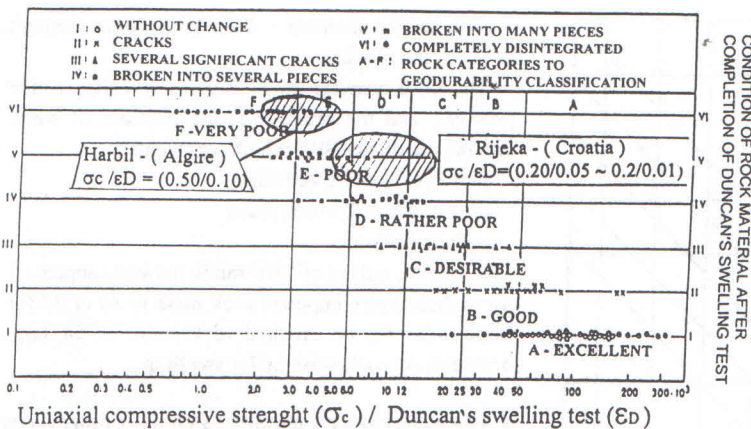 I : o WITHOUT CHANGE
II : x CRACKS
III : ▲ SEVERAL SIGNIFICANT CRACKS
IV : BROKEN INTO SEVERAL PIECES
V : BROKEN INTO MANY PIECES
VI : COMPLETELY DISINTEGRATED
A - F : ROCK CATEGORIES TO
GEODURABILITY CLASSIFICATION
F D C B A
VI VI
F -VERY POOR
Harbil - ( Algire )
σc /εD = (0.50/0.10)
Rijeka - ( Croatia )
σc /εD=(0.20/0.05 ~ 0.2/0.01)
V V
E - POOR
IV IV
D - RATHER POOR
III III
C - DESIRABLE
II II
B - GOOD
I I
A - EXCELLENT
0.1 0.2 0.3 0.4 0.5 1.0 2.0 3.0 4.0 5.0 6.0 10 12 20 25 30 40 50 100 200 300
Uniaxial compressive strenght (σc) / Duncan's swelling test (εD)
CONDITION OF ROCK MATERIAL AFTER
COMPLETION OF DUNCAN'S SWELLING TEST